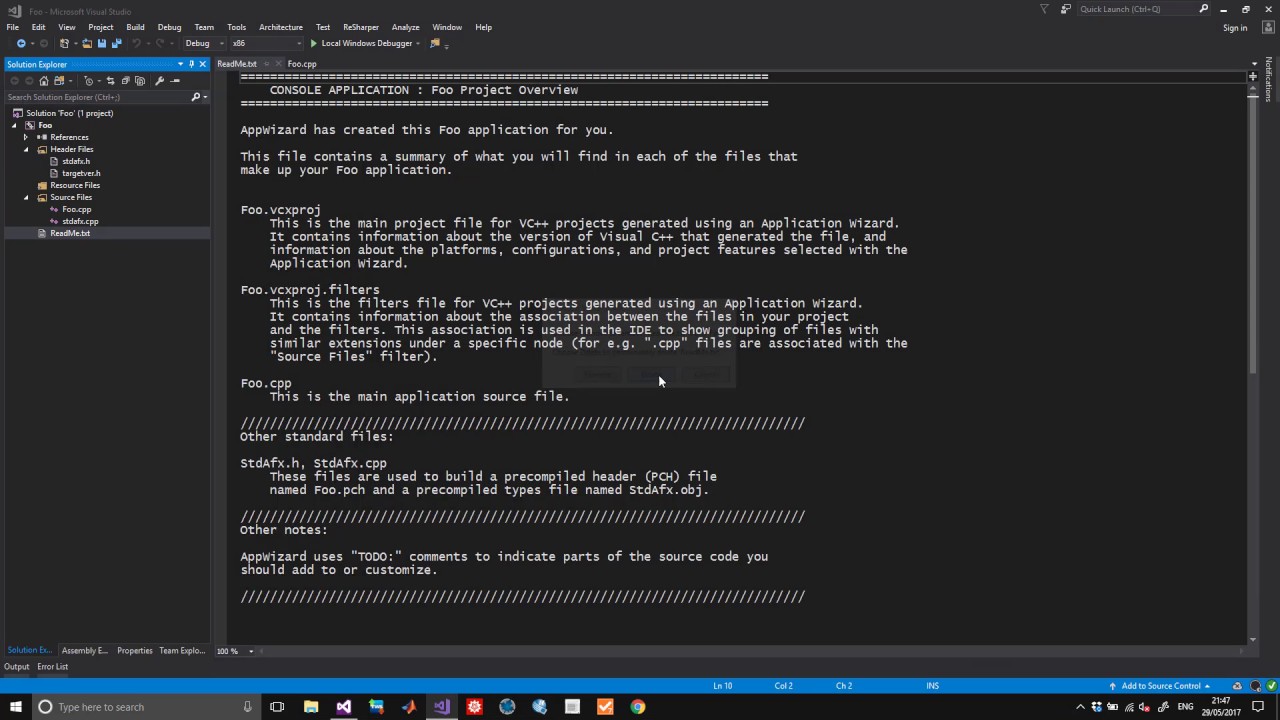 Foo - Microsoft Visual Studio
Quick Launch (Ctrl+Q)
File Edit View Project Build Debug Team Tools Architecture Test ReSharper Analyze Window Help
Sign in
Debug x86 Local Windows Debugger
Solution Explorer
ReadMe.txt Foo.cpp
Notifications
Search Solution Explorer (Ctrl+;)
Solution 'Foo' (1 project)
Foo
References
Header Files
stdafx.h
targetver.h
Resource Files
Source Files
Foo.cpp
stdafx.cpp
ReadMe.txt
========================================================================
CONSOLE APPLICATION : Foo Project Overview
========================================================================
AppWizard has created this Foo application for you.
This file contains a summary of what you will find in each of the files that
make up your Foo application.
Foo.vcxproj
This is the main project file for VC++ projects generated using an Application Wizard.
It contains information about the version of Visual C++ that generated the file, and
information about the platforms, configurations, and project features selected with the
Application Wizard.
Foo.vcxproj.filters
This is the filters file for VC++ projects generated using an Application Wizard.
It contains information about the association between the files in your project
and the filters. This association is used in the IDE to show grouping of files with
similar extensions under a specific node (for e.g. ".cpp" files are associated with the
"Source Files" filter).
Foo.cpp
This is the main application source file.
/////////////////////////////////////////////////////////////////////////////
Other standard files:
StdAfx.h, StdAfx.cpp
These files are used to build a precompiled header (PCH) file
named Foo.pch and a precompiled types file named StdAfx.obj.
/////////////////////////////////////////////////////////////////////////////
Other notes:
AppWizard uses "TODO:" comments to indicate parts of the source code you
should add to or customize.
/////////////////////////////////////////////////////////////////////////////
Solution Ex... Assembly E... Properties Team Explo...
100 %
Output Error List
Ln 10 Col 2 Ch 2 INS
Add to Source Control
Type here to search
ENG
21:47
29/05/2017